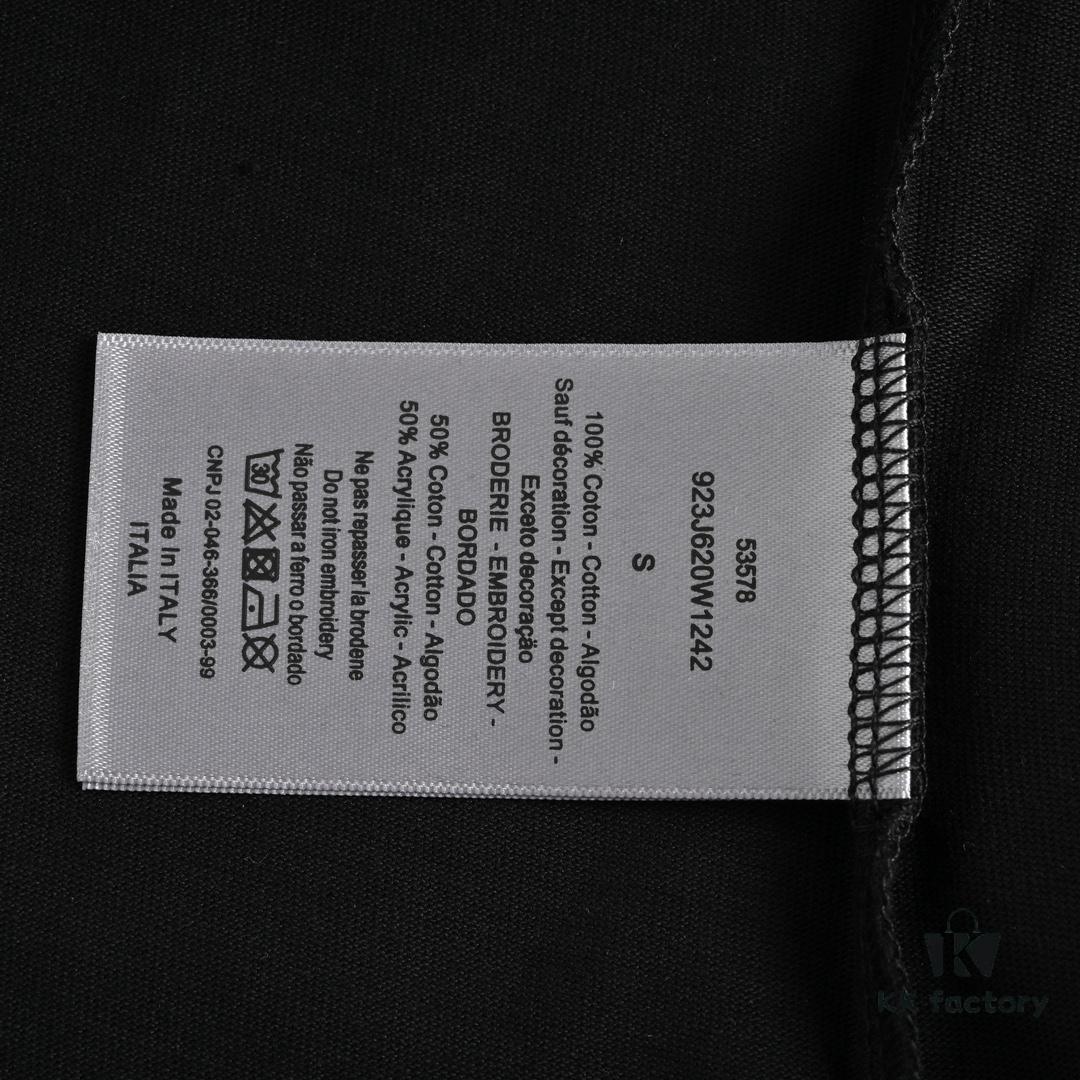 53578
923J620W1242
S
100% Coton - Cotton - Algodão
Sauf décoration - Except decoration -
Exceto decoração
BRODERIE - EMBROIDERY -
BORDADO
50% Coton - Cotton - Algodão
50% Acrylique - Acrylic - Acrilico
Ne pas repasser la brodene
Do not iron embroidery
Não passar a ferro o bordado
30
CNPJ 02-046-366/0003-99
Made In ITALY
ITALIA
K
KK factory